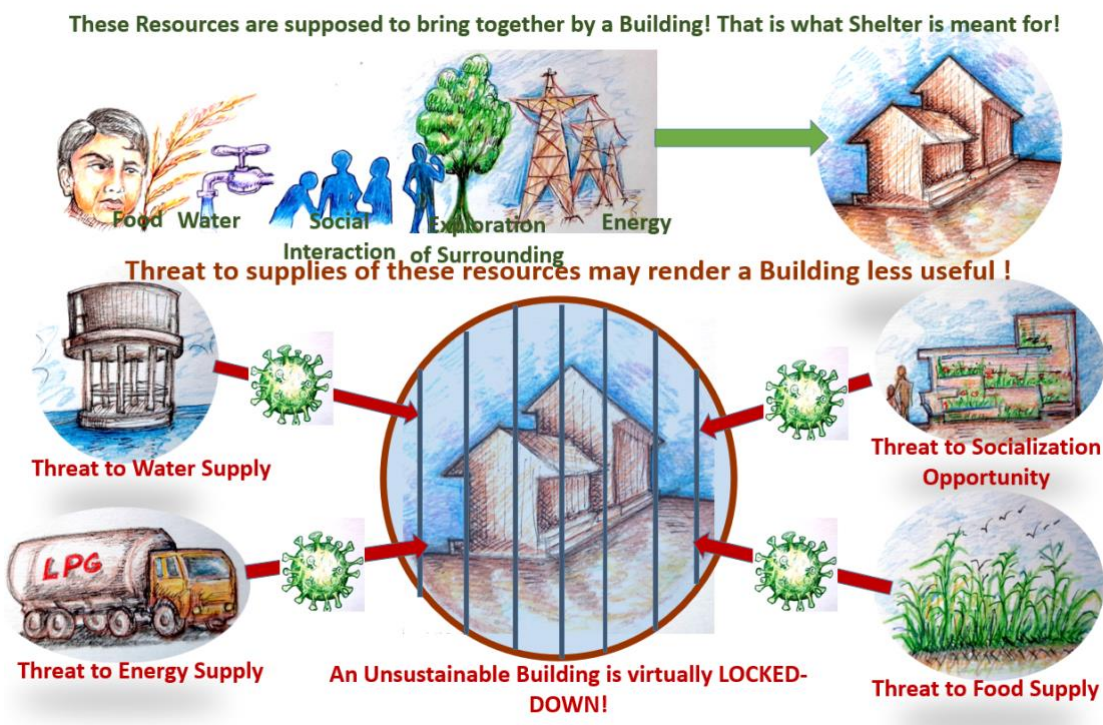 These Resources are supposed to bring together by a Building! That is what Shelter is meant for!
Food
Water
Social
Interaction
Exploration
of Surrounding
Energy
Threat to supplies of these resources may render a Building less useful !
Threat to Water Supply
Threat to Socialization
Opportunity
LPG
Threat to Energy Supply
An Unsustainable Building is virtually LOCKED-
DOWN!
Threat to Food Supply